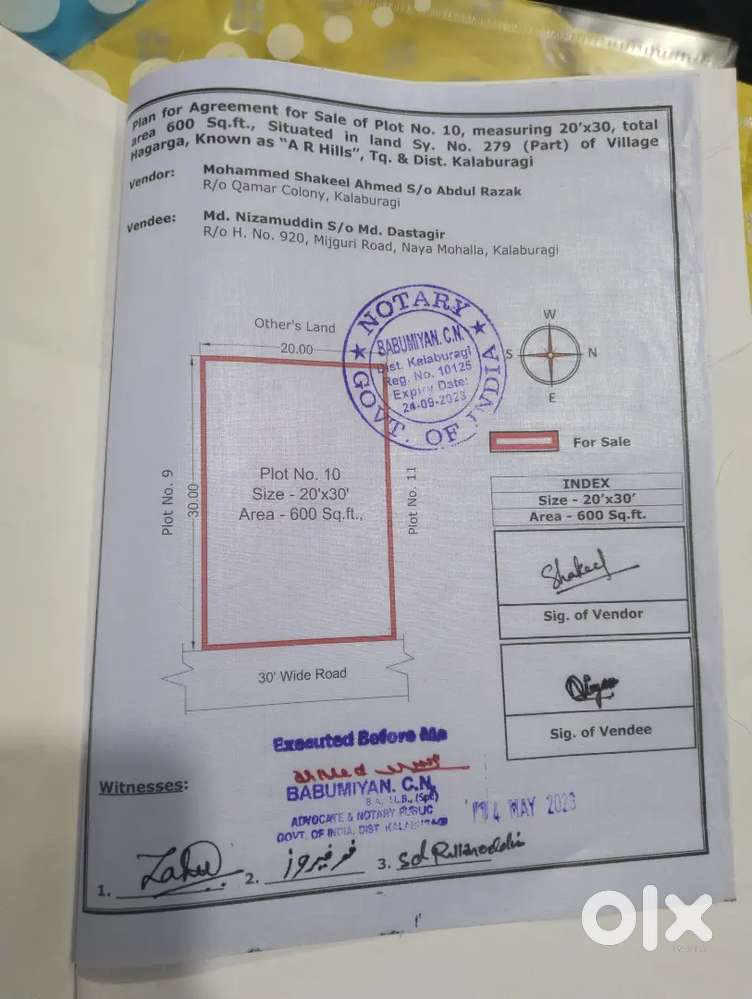 Plan for Agreement for Sale of Plot No. 10, measuring 20'x30, total
area 600 Sq.ft., Situated in land Sy. No. 279 (Part) of Village
Hagarga, Known as "A R Hills", Tq. & Dist. Kalaburagi
Vendor: Mohammed Shakeel Ahmed S/o Abdul Razak
R/o Qamar Colony, Kalaburagi
Vendee: Md. Nizamuddin S/o Md. Dastagir
R/o H. No. 920, Mijguri Road, Naya Mohalla, Kalaburagi
NOTARY
BABUMIYAN. C.N.
Dist. Kalaburagi
Reg. No. 10125
Expiry Date:
24-09-2023
GOVT. OF INDIA
W
S
N
E
Other's Land
20.00
Plot No. 9
30.00
Plot No. 10
Size - 20'x30'
Area - 600 Sq.ft.,
Plot No. 11
30' Wide Road
For Sale
INDEX
Size - 20'x30'
Area - 600 Sq.ft.
Shakeel
Sig. of Vendor
Sig. of Vendee
Executed Before Me
BABUMIYAN. C.N.
B.A., LL.B., (Spl)
ADVOCATE & NOTARY PUBLIC
GOVT. OF INDIA, DIST KALABURAGI
4 MAY 2023
Witnesses:
1.
2.
3. Sd
olx